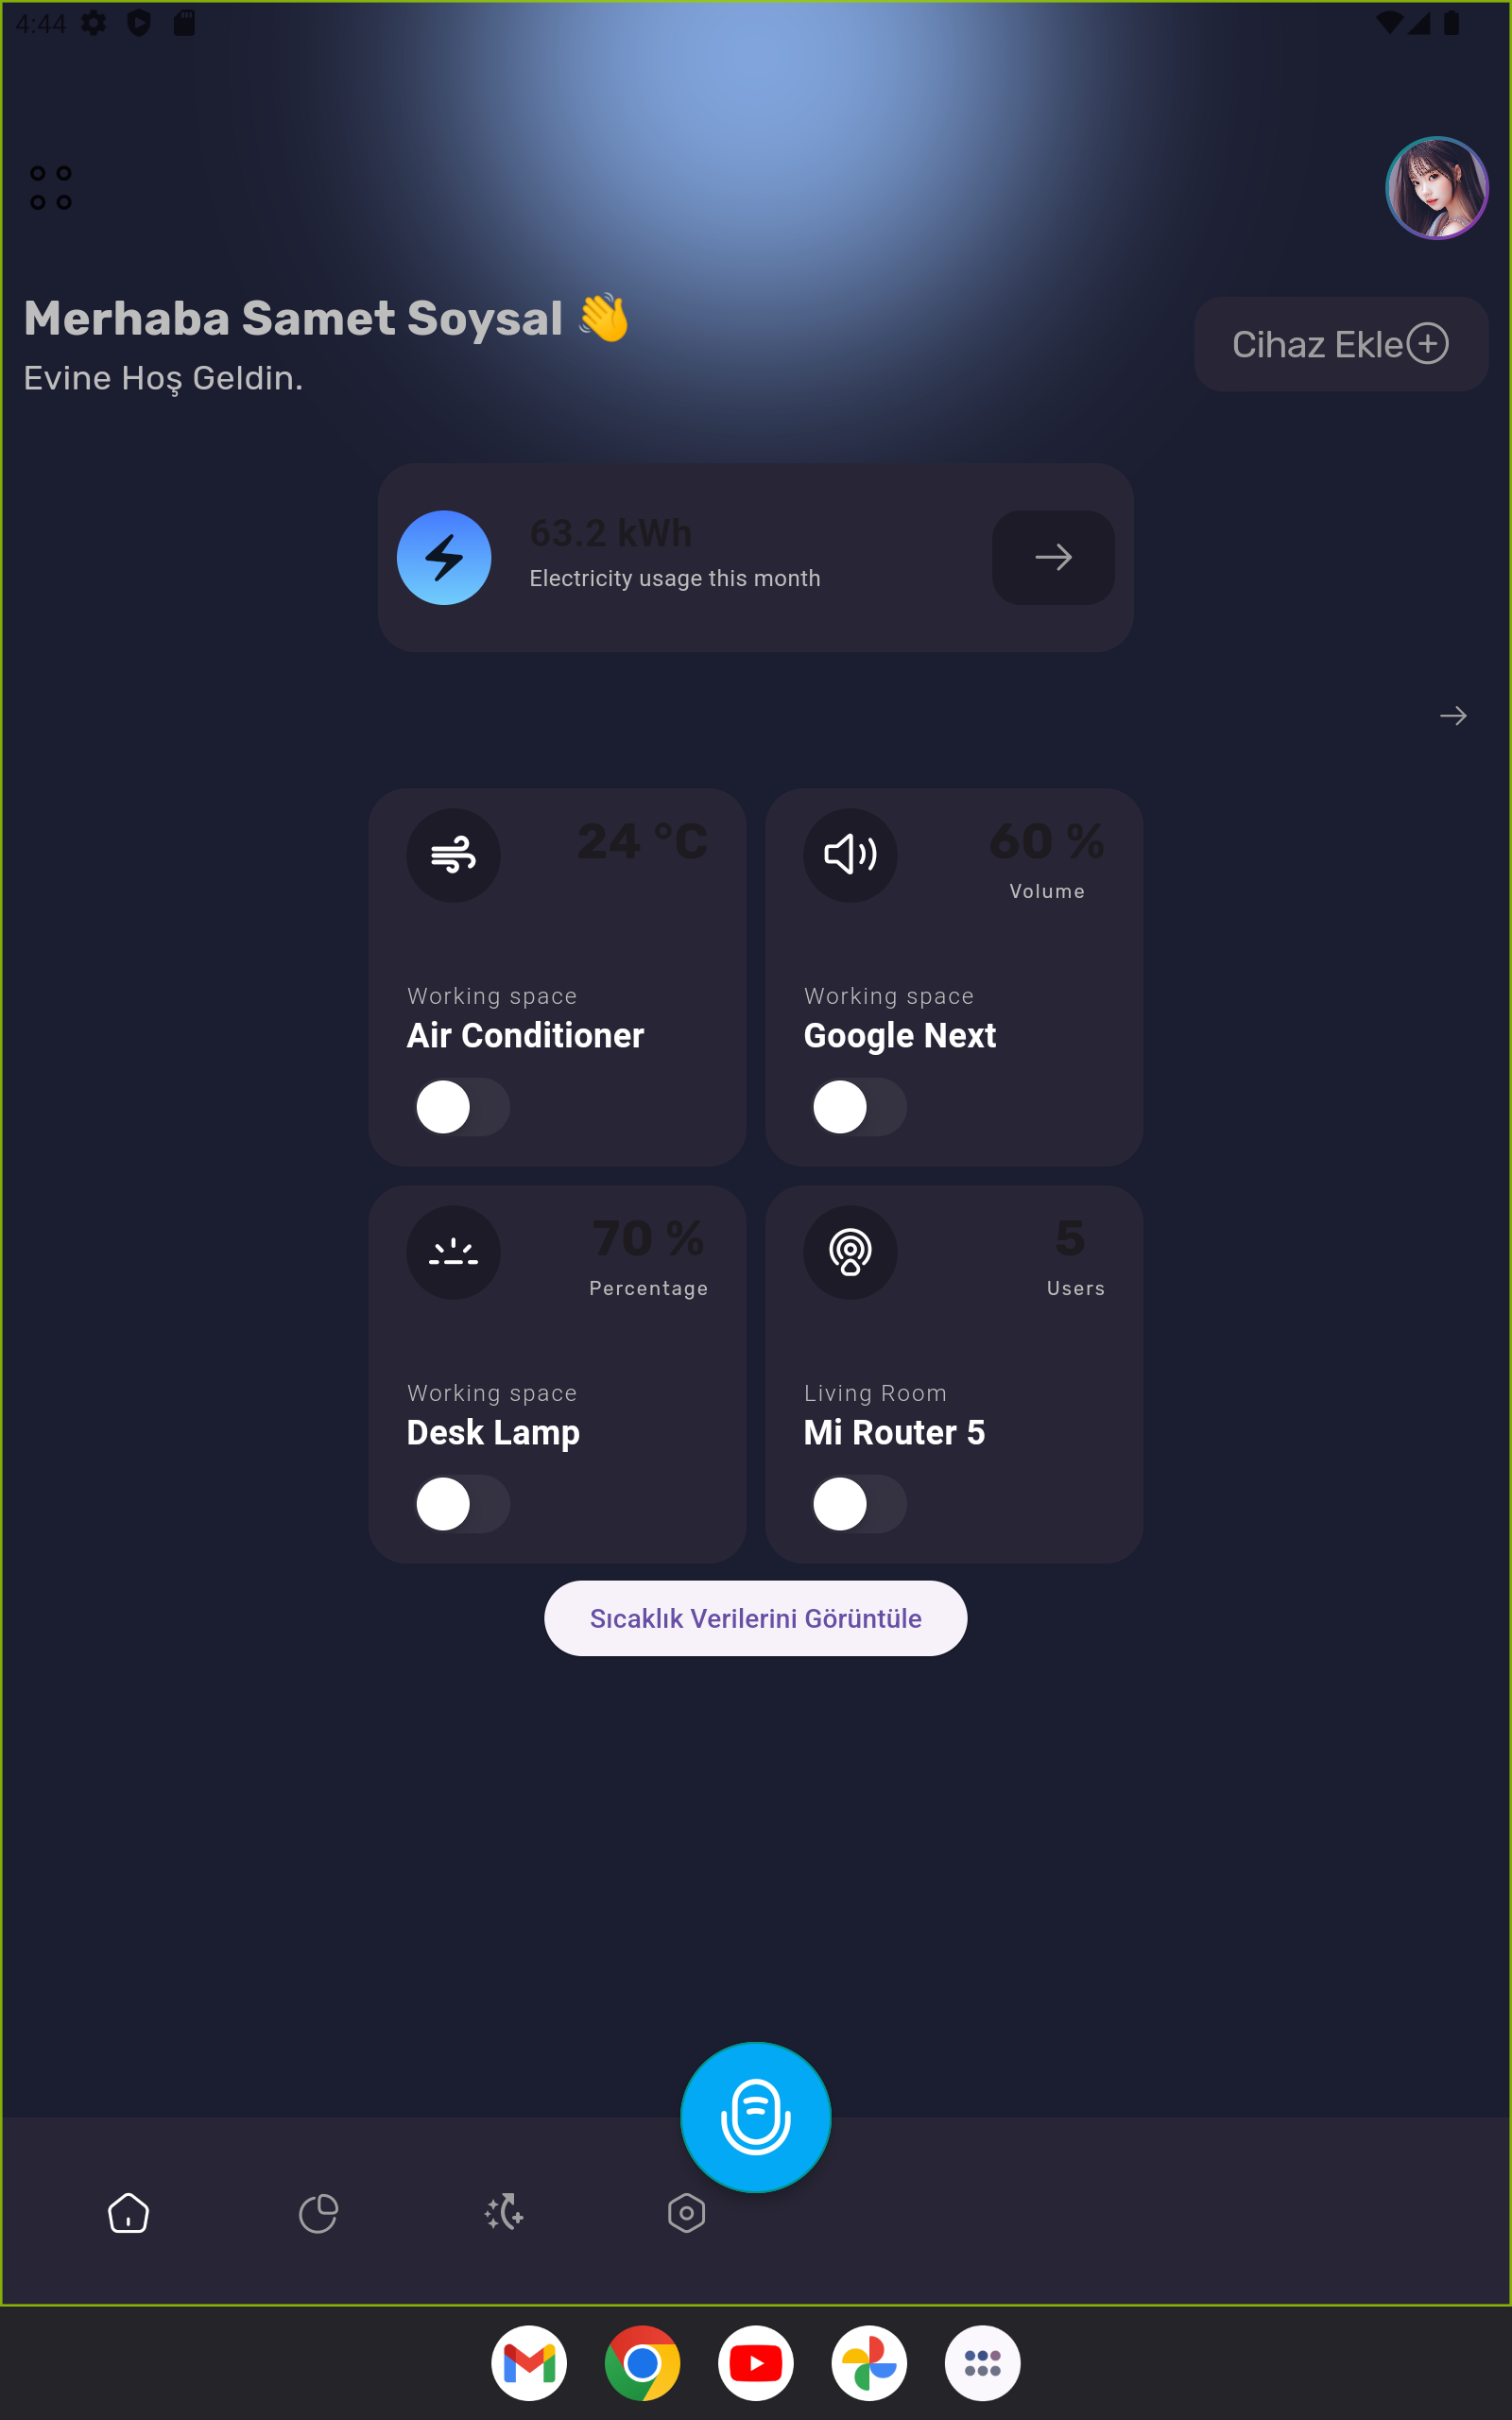 4:44
Merhaba Samet Soysal 👋
Evine Hoş Geldin.
Cihaz Ekle
63.2 kWh
Electricity usage this month
24 °C
Working space
Air Conditioner
60 %
Volume
Working space
Google Next
70 %
Percentage
Working space
Desk Lamp
5
Users
Living Room
Mi Router 5
Sıcaklık Verilerini Görüntüle